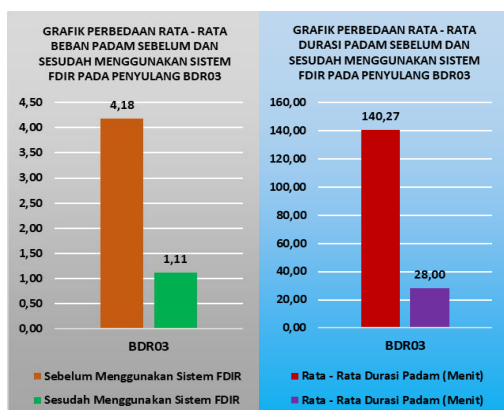 GRAFIK PERBEDAAN RATA - RATA
BEBAN PADAM SEBELUM DAN
SESUDAH MENGGUNAKAN SISTEM
FDIR PADA PENYULANG BDR03
4,50
4,00
3,50
3,00
2,50
2,00
1,50
1,00
0,50
0,00
4,18
1,11
BDR03
Sebelum Menggunakan Sistem FDIR
Sesudah Menggunakan Sistem FDIR
GRAFIK PERBEDAAN RATA - RATA
DURASI PADAM SEBELUM DAN
SESUDAH MENGGUNAKAN SISTEM
FDIR PADA PENYULANG BDR03
160,00
140,00
120,00
100,00
80,00
60,00
40,00
20,00
0,00
140,27
28,00
BDR03
Rata - Rata Durasi Padam (Menit)
Rata - Rata Durasi Padam (Menit)